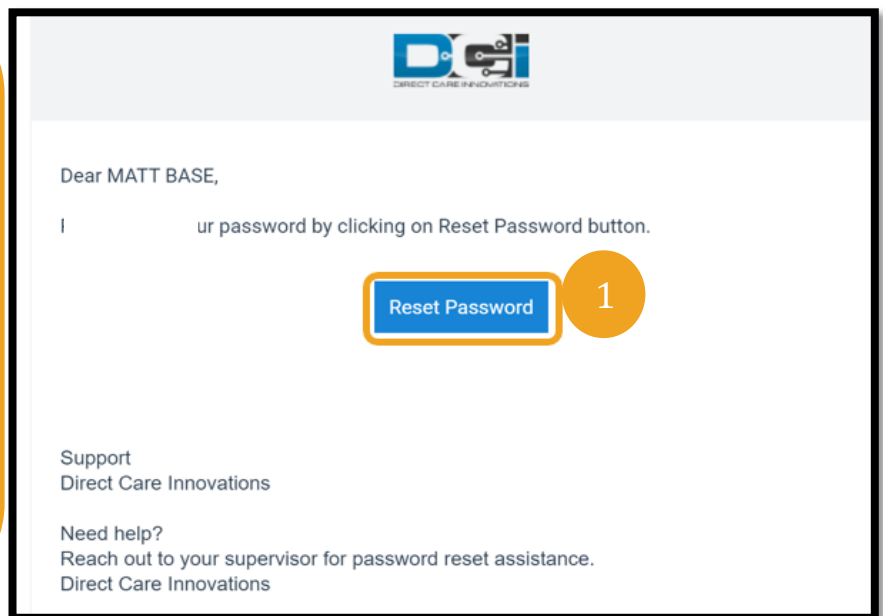 DCi
DIRECT CARE INNOVATIONS
Dear MATT BASE,
ur password by clicking on Reset Password button.
Reset Password
1
Support
Direct Care Innovations
Need help?
Reach out to your supervisor for password reset assistance.
Direct Care Innovations